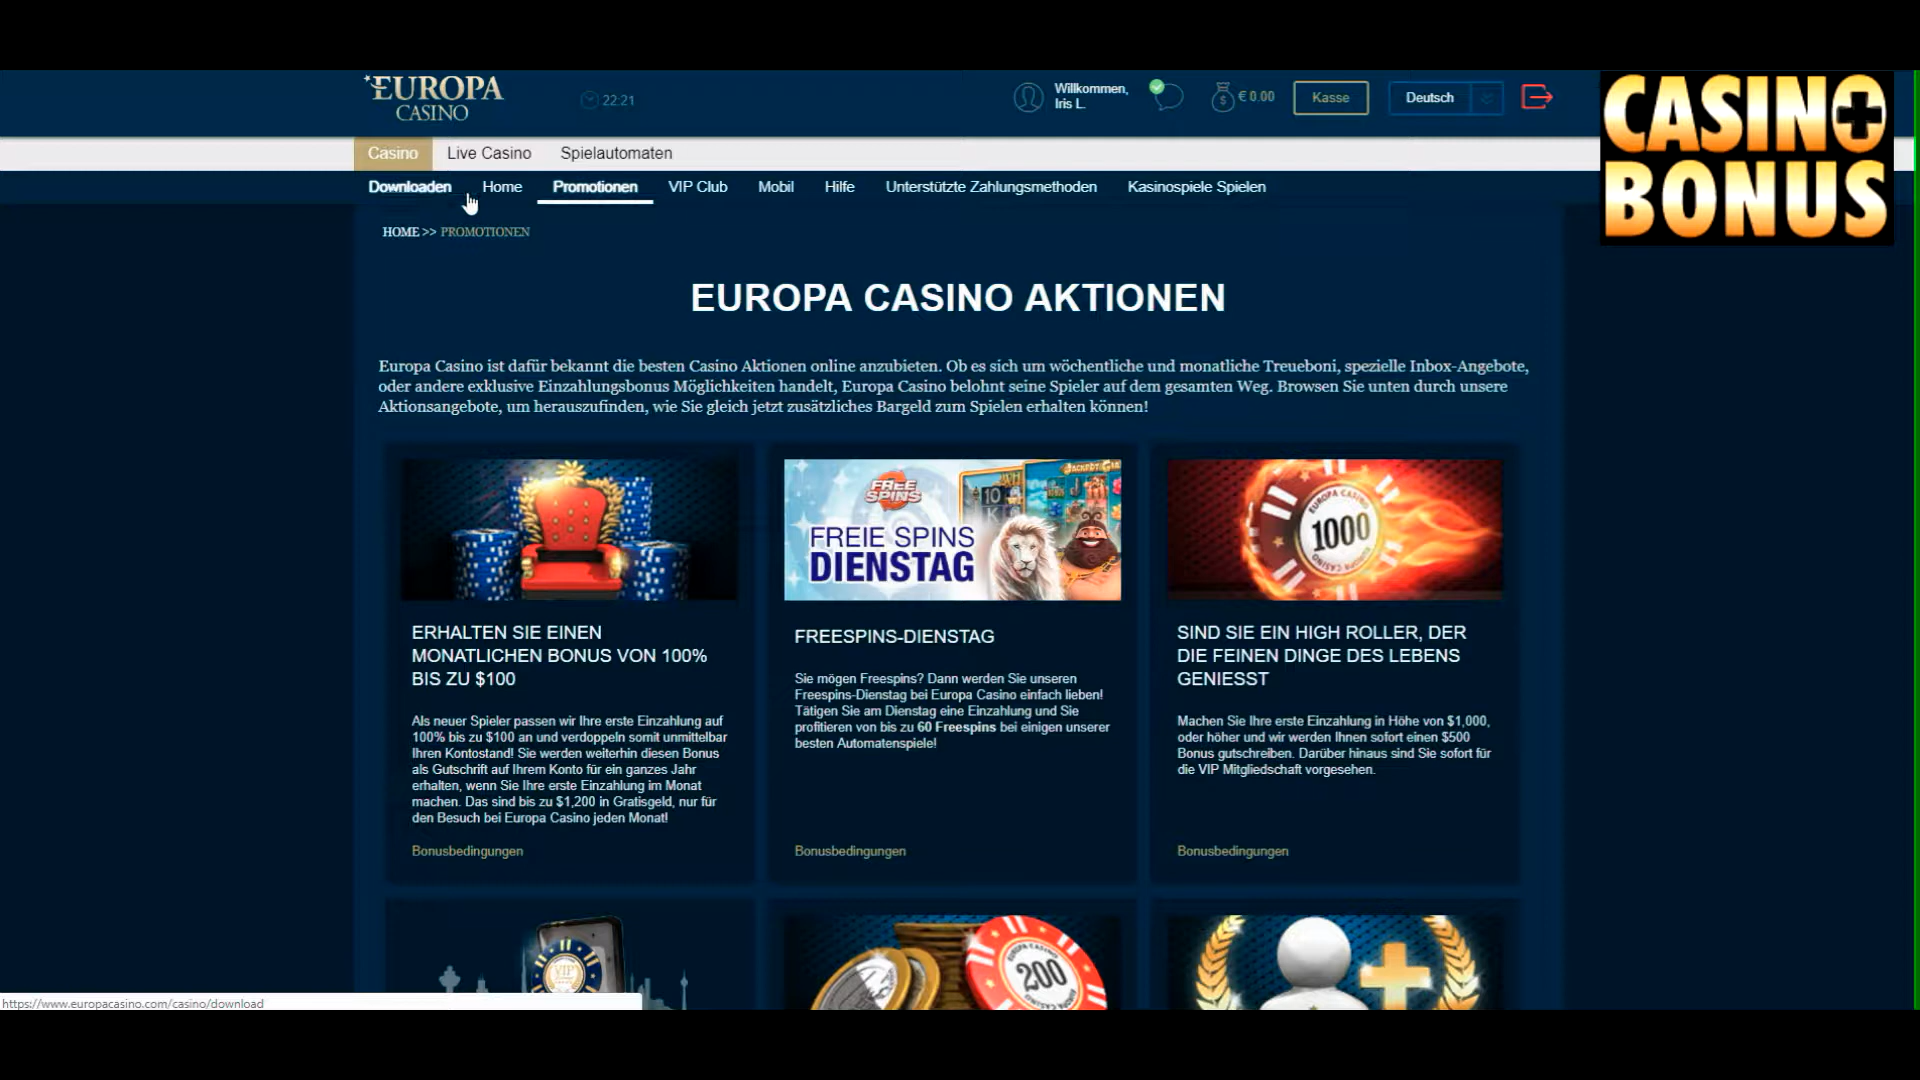 EUROPA
CASINO
22:21
Willkommen,
Iris L.
€ 0.00
Kasse
Deutsch
CASINO
BONUS
Casino
Live Casino
Spielautomaten
Downloaden
Home
Promotionen
VIP Club
Mobil
Hilfe
Unterstützte Zahlungsmethoden
Kasinospiele Spielen
HOME >> PROMOTIONEN
EUROPA CASINO AKTIONEN
Europa Casino ist dafür bekannt die besten Casino Aktionen online anzubieten. Ob es sich um wöchentliche und monatliche Treueboni, spezielle Inbox-Angebote,
oder andere exklusive Einzahlungsbonus Möglichkeiten handelt, Europa Casino belohnt seine Spieler auf dem gesamten Weg. Browsen Sie unten durch unsere
Aktionsangebote, um herauszufinden, wie Sie gleich jetzt zusätzliches Bargeld zum Spielen erhalten können!
FREE
SPINS
FREIE SPINS
DIENSTAG
EUROPA CASINO
1000
ERHALTEN SIE EINEN
MONATLICHEN BONUS VON 100%
BIS ZU $100
Als neuer Spieler passen wir Ihre erste Einzahlung auf
100% bis zu $100 an und verdoppeln somit unmittelbar
Ihren Kontostand! Sie werden weiterhin diesen Bonus
als Gutschrift auf Ihrem Konto für ein ganzes Jahr
erhalten, wenn Sie Ihre erste Einzahlung im Monat
machen. Das sind bis zu $1,200 in Gratisgeld, nur für
den Besuch bei Europa Casino jeden Monat!
Bonusbedingungen
FREESPINS-DIENSTAG
Sie mögen Freespins? Dann werden Sie unseren
Freespins-Dienstag bei Europa Casino einfach lieben!
Tätigen Sie am Dienstag eine Einzahlung und Sie
profitieren von bis zu 60 Freespins bei einigen unserer
besten Automatenspiele!
Bonusbedingungen
SIND SIE EIN HIGH ROLLER, DER
DIE FEINEN DINGE DES LEBENS
GENIESST
Machen Sie Ihre erste Einzahlung in Höhe von $1,000,
oder höher und wir werden Ihnen sofort einen $500
Bonus gutschreiben. Darüber hinaus sind Sie sofort für
die VIP Mitgliedschaft vorgesehen.
Bonusbedingungen
VIP
EUROPA CASINO
200
https://www.europacasino.com/casino/download